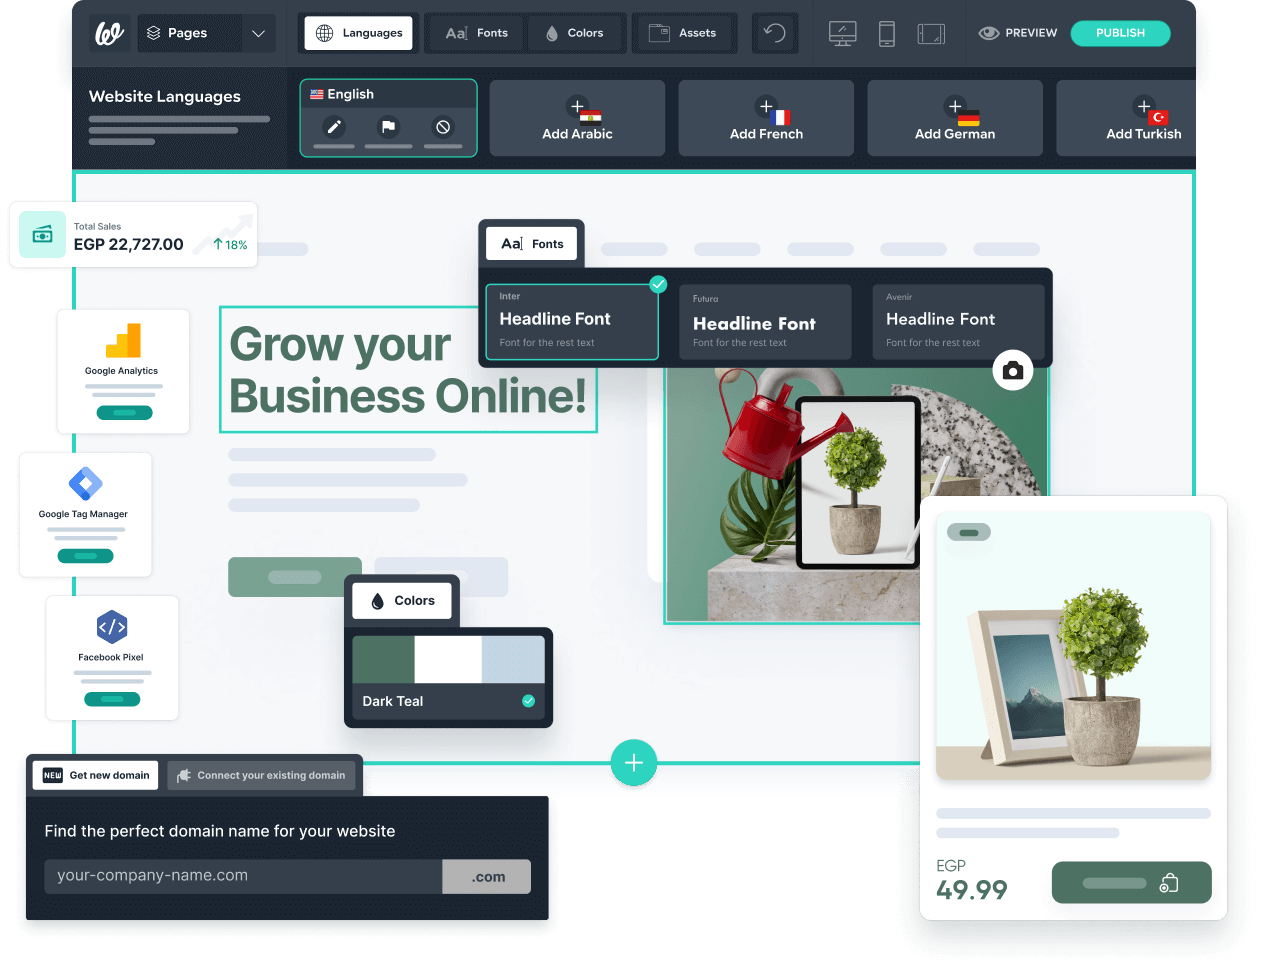 Pages
Languages
Aa Fonts
Colors
Assets
PREVIEW
PUBLISH
Website Languages
English
Add Arabic
Add French
Add German
Add Turkish
Total Sales
EGP 22,727.00
18%
Aa Fonts
Inter
Headline Font
Font for the rest text
Futura
Headline Font
Font for the rest text
Avenir
Headline Font
Font for the rest text
Grow your
Business Online!
Google Analytics
Google Tag Manager
Facebook Pixel
Colors
Dark Teal
NEW Get new domain
Connect your existing domain
Find the perfect domain name for your website
your-company-name.com
.com
EGP
49.99